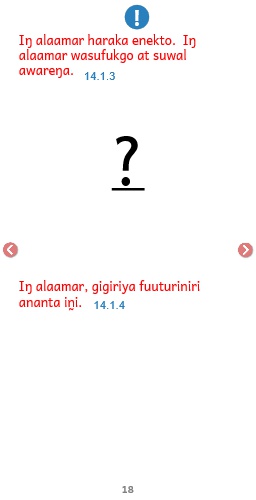 !
Iŋ alaamar haraka enekto. Iŋ
alaamar wasufukgo at suwal
awareŋa. 14.1.3
?
Iŋ alaamar, gigiriya fuuturiniri
ananta iŋ̃i. 14.1.4
18